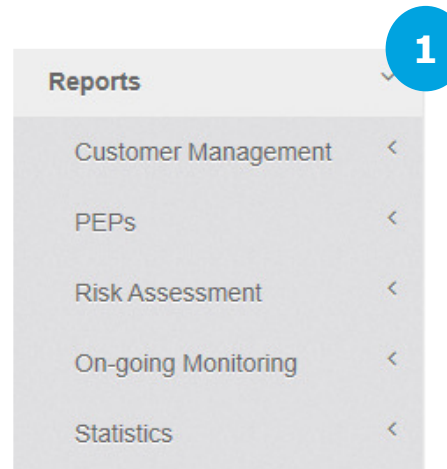 1
Reports
Customer Management
PEPs
Risk Assessment
On-going Monitoring
Statistics